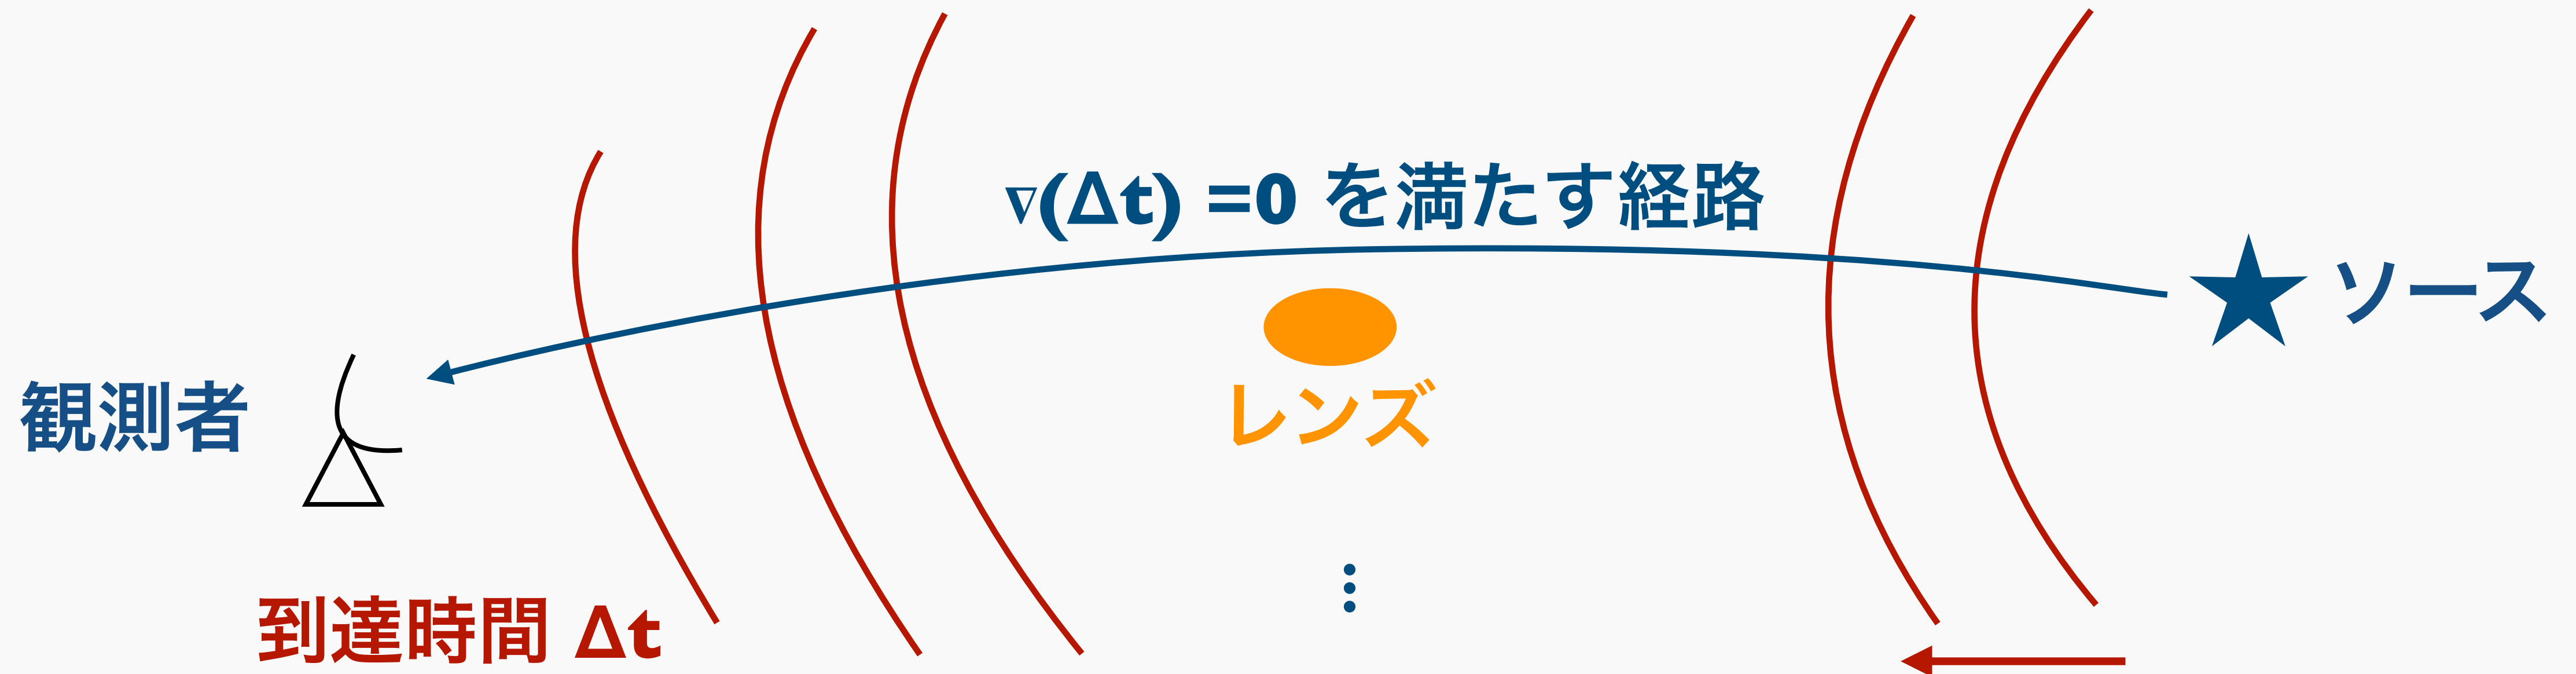 ∇(Δt) =0 を満たす経路
ソース
観測者
レンズ
到達時間 Δt